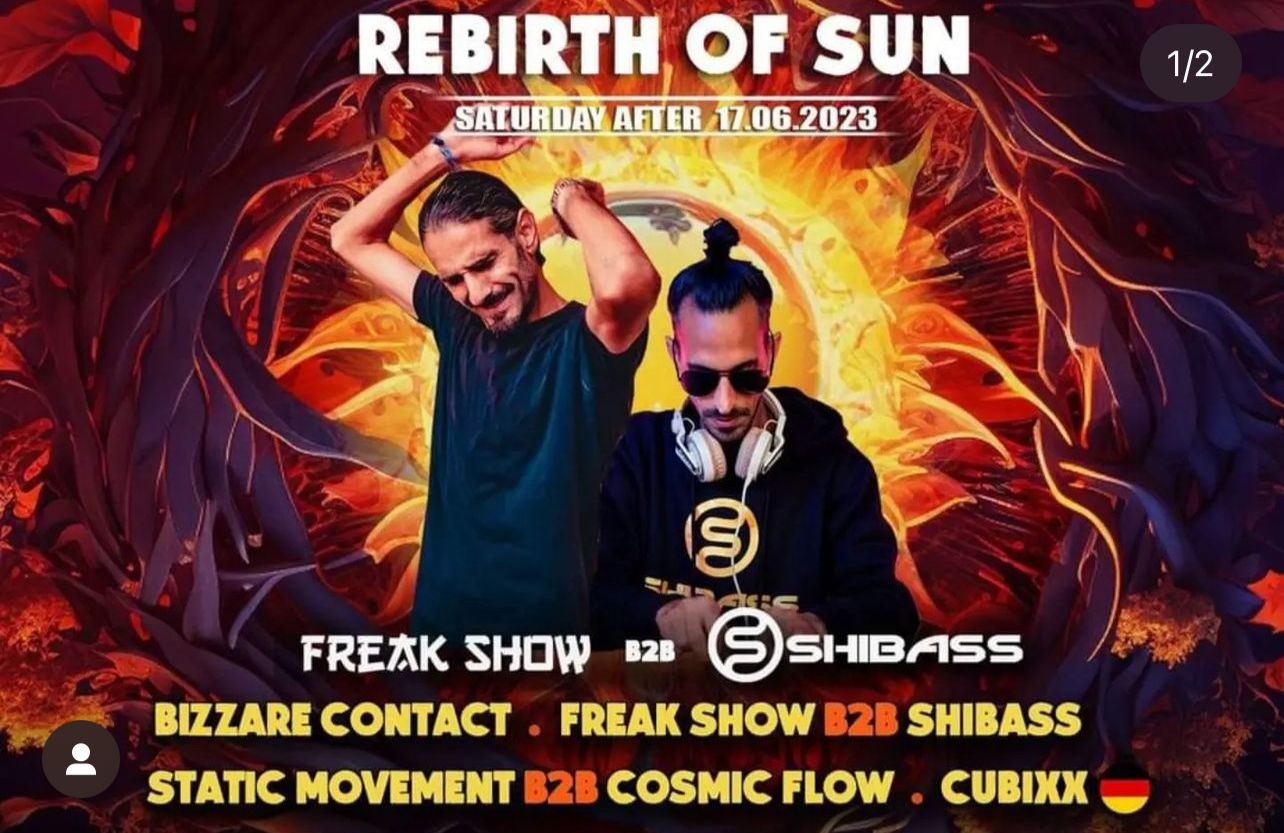 REBIRTH OF SUN
1/2
SATURDAY AFTER 17.06.2023
SHIBASS
FREAK SHOW B2B SHIBASS
BIZZARE CONTACT . FREAK SHOW B2B SHIBASS
STATIC MOVEMENT B2B COSMIC FLOW . CUBIXX